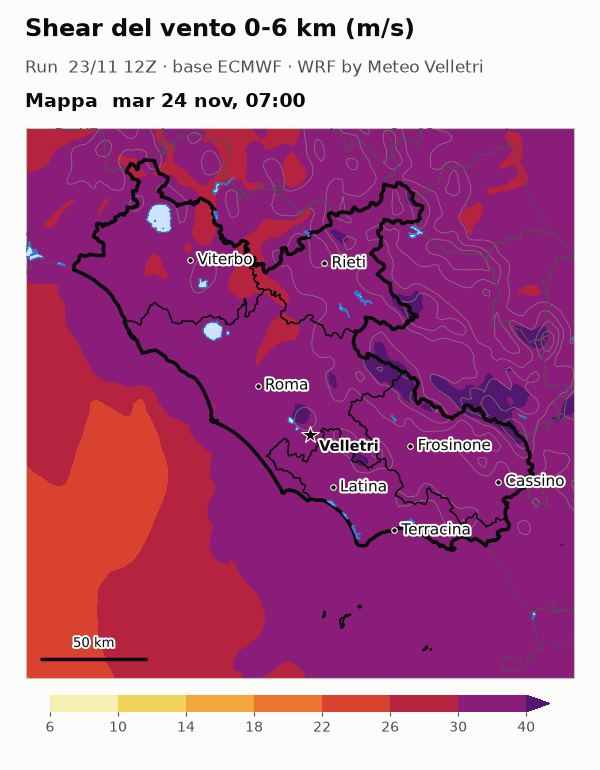 Shear del vento 0-6 km (m/s)
Run  23/11 12Z · base ECMWF · WRF by Meteo Velletri
Mappa  mar 24 nov, 07:00
Viterbo
Rieti
Roma
Velletri
Frosinone
Cassino
Latina
Terracina
50 km
6 10 14 18 22 26 30 40